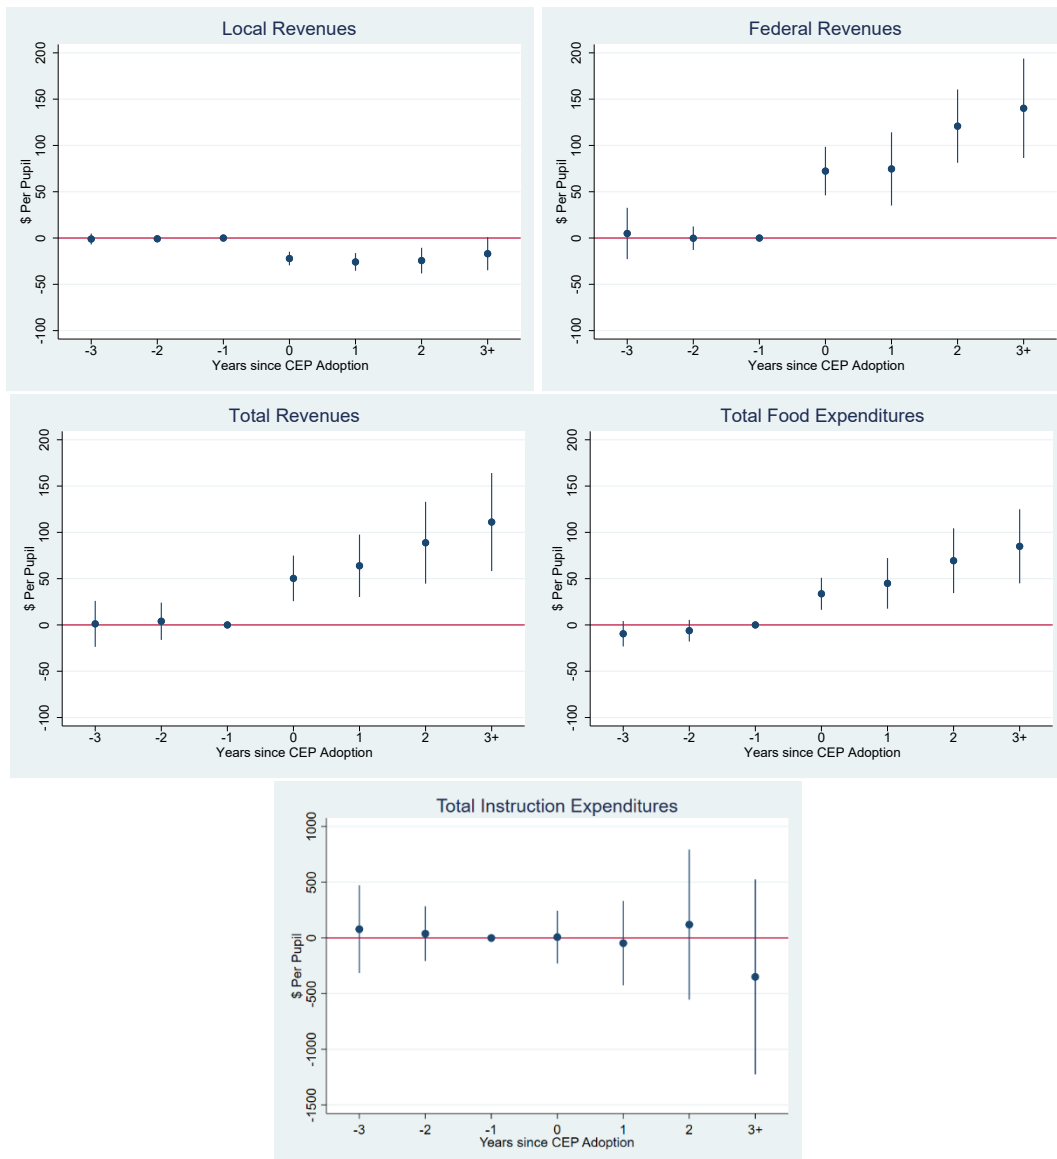 Local Revenues
$ Per Pupil
200
150
100
50
0
-50
-100
-3 -2 -1 0 1 2 3+
Years since CEP Adoption
Federal Revenues
$ Per Pupil
200
150
100
50
0
-50
-100
-3 -2 -1 0 1 2 3+
Years since CEP Adoption
Total Revenues
$ Per Pupil
200
150
100
50
0
-50
-100
-3 -2 -1 0 1 2 3+
Years since CEP Adoption
Total Food Expenditures
$ Per Pupil
200
150
100
50
0
-50
-100
-3 -2 -1 0 1 2 3+
Years since CEP Adoption
Total Instruction Expenditures
$ Per Pupil
1000
500
0
-500
-1000
-1500
-3 -2 -1 0 1 2 3+
Years since CEP Adoption